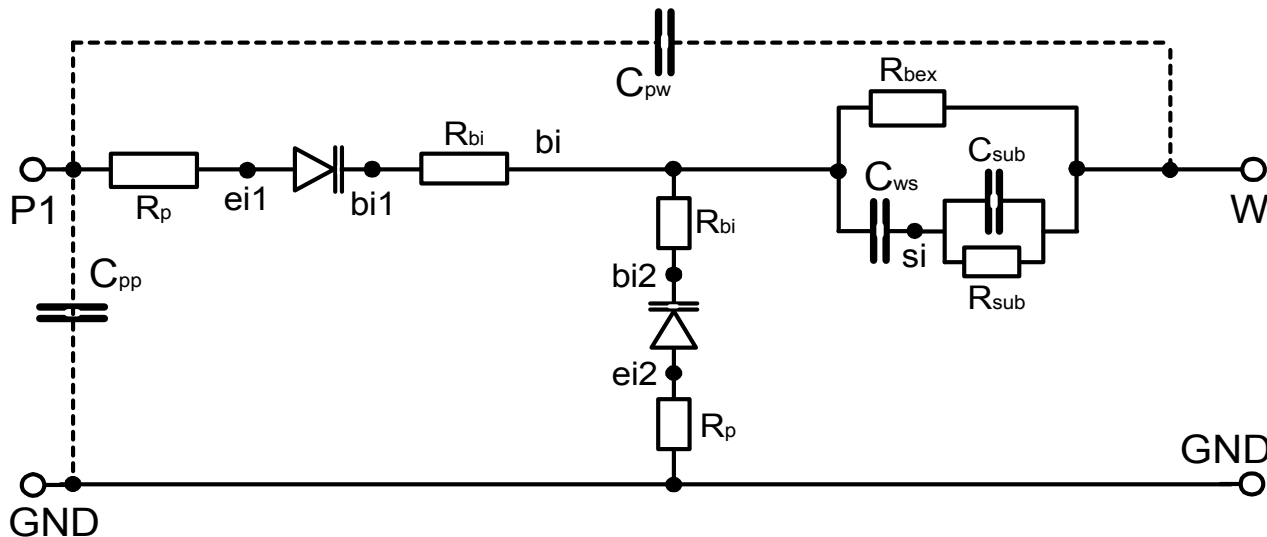 Cpw
Rbex
Rbi
bi
Csub
Cws
P1
Rp
ei1
bi1
W
Rbi
si
Rsub
Cpp
bi2
ei2
Rp
GND
GND